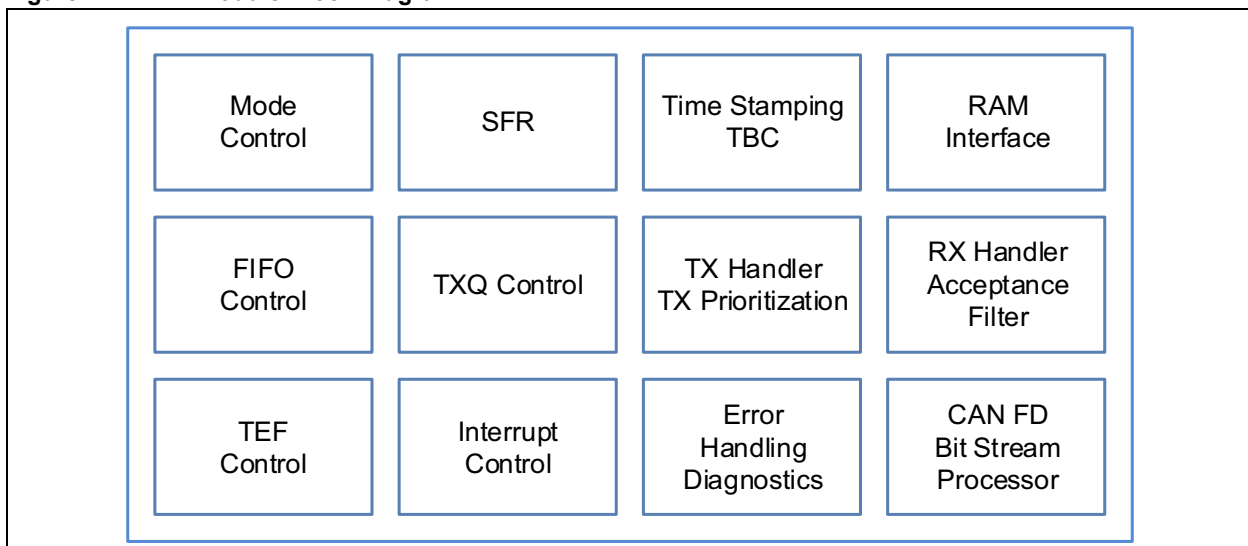 Mode
Control
SFR
Time Stamping
TBC
RAM
Interface
FIFO
Control
TXQ Control
TX Handler
TX Prioritization
RX Handler
Acceptance
Filter
TEF
Control
Interrupt
Control
Error
Handling
Diagnostics
CAN FD
Bit Stream
Processor